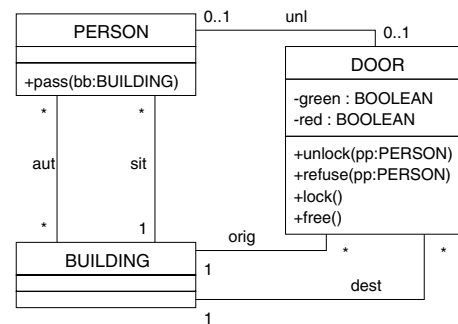 0..1
unl
PERSON
+pass(bb:BUILDING)
0..1
DOOR
-green : BOOLEAN
-red : BOOLEAN
+unlock(pp:PERSON)
+refuse(pp:PERSON)
+lock()
+free()
* *
aut sit
* 1
orig
BUILDING
1
* *
dest
1